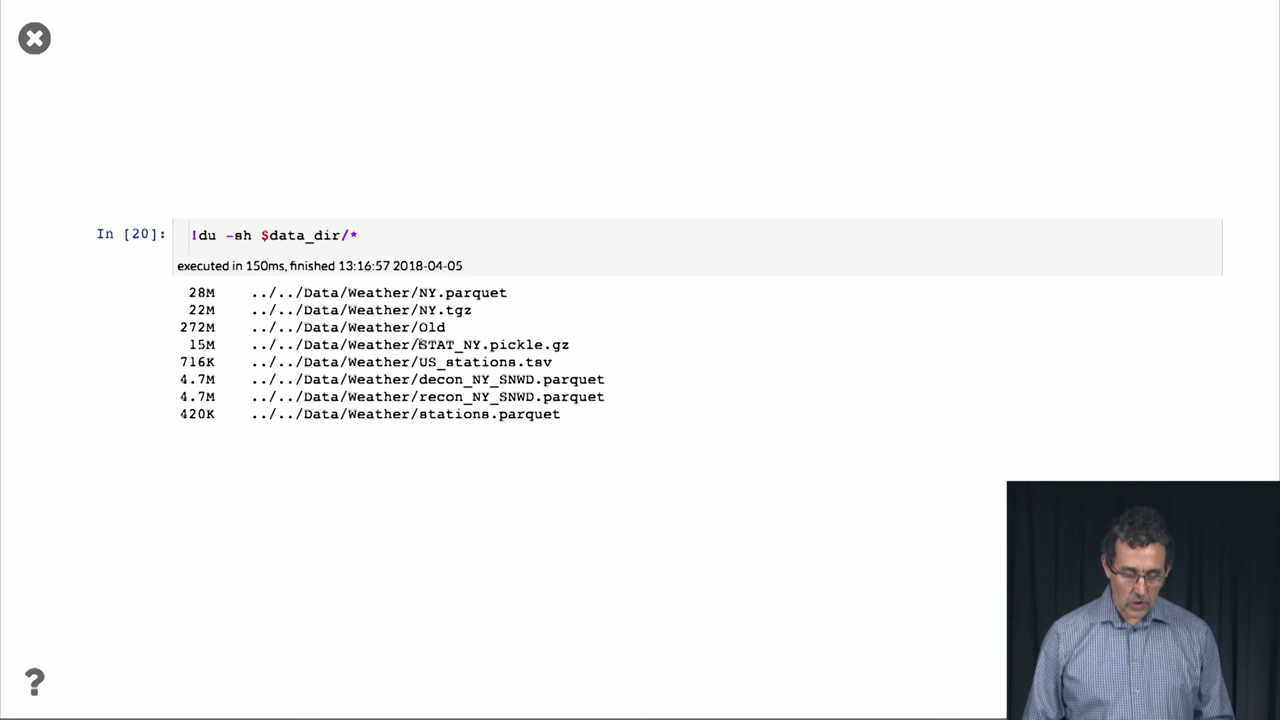 In [20]: !du -sh $data_dir/*
executed in 150ms, finished 13:16:57 2018-04-05
28M ../../Data/Weather/NY.parquet
22M ../../Data/Weather/NY.tgz
272M ../../Data/Weather/Old
15M ../../Data/Weather/STAT_NY.pickle.gz
716K ../../Data/Weather/US_stations.tsv
4.7M ../../Data/Weather/decon_NY_SNWD.parquet
4.7M ../../Data/Weather/recon_NY_SNWD.parquet
420K ../../Data/Weather/stations.parquet
?